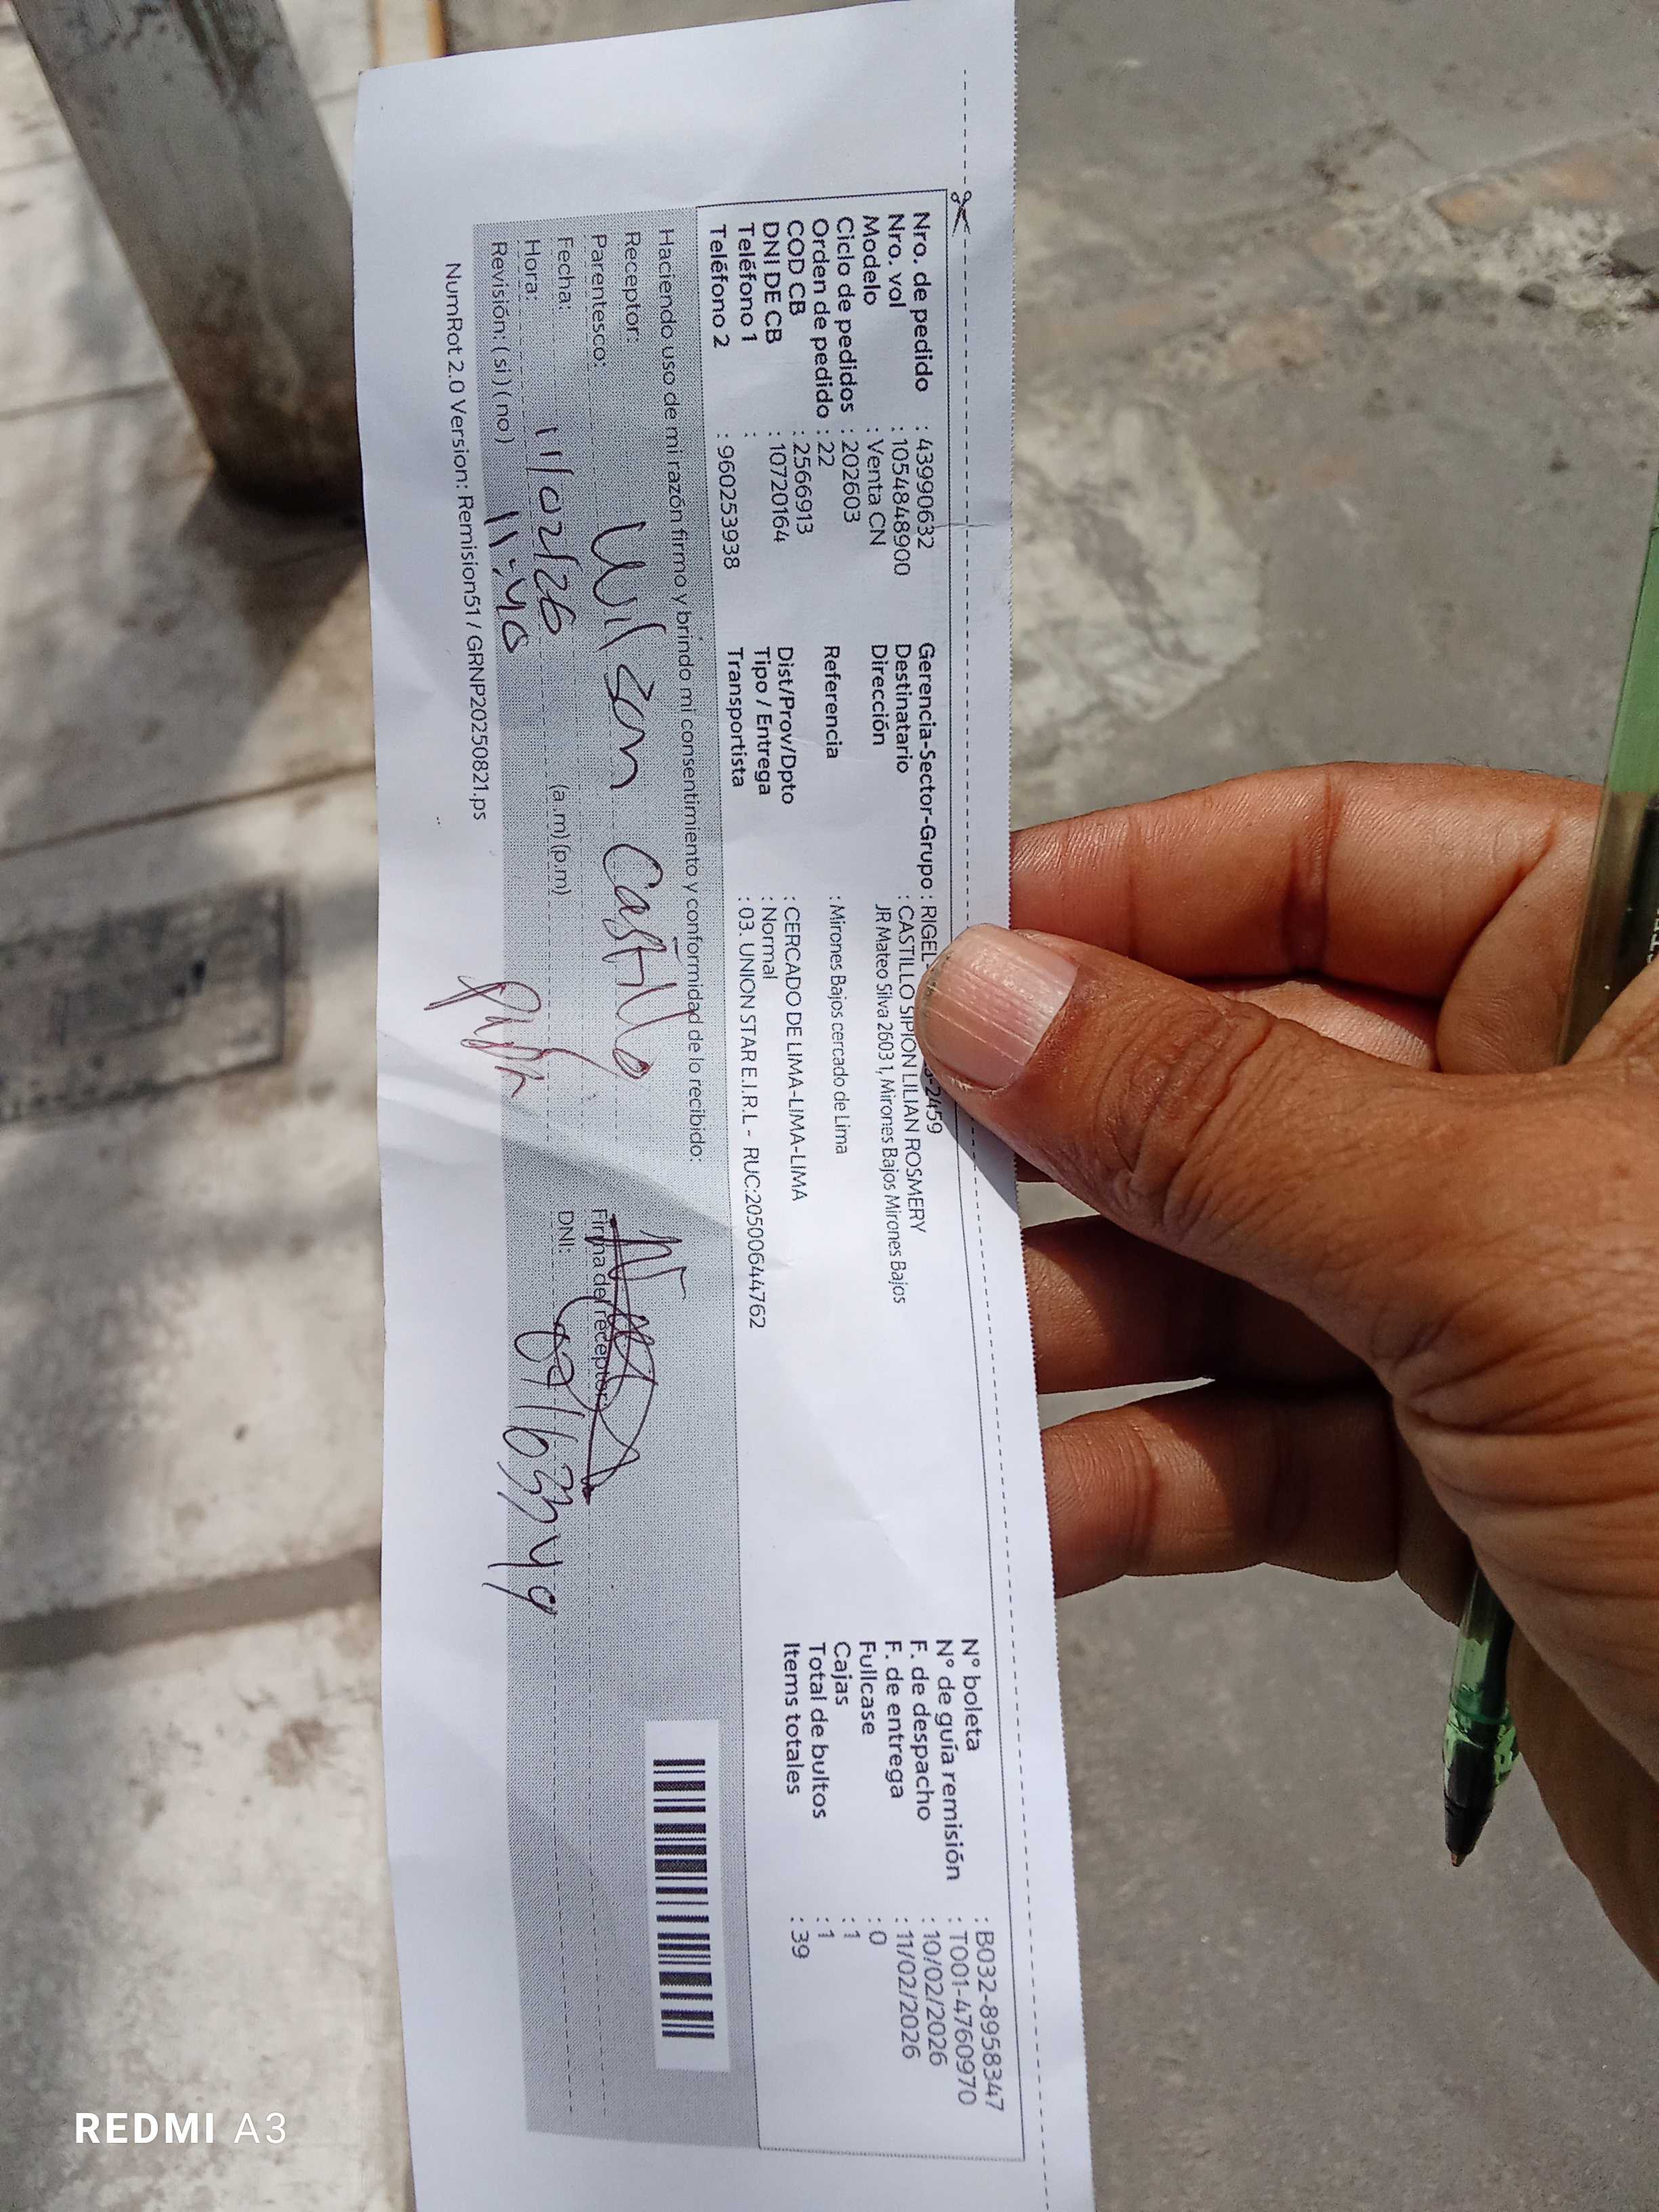 Nro. de pedido : 43990632
Nro. vol : 1054848900
Modelo : Venta CN
Ciclo de pedidos : 202603
Orden de pedido : 22
COD CB : 2566913
DNI DE CB : 10720164
Teléfono 1 :
Teléfono 2 : 960253938
Gerencia-Sector-Grupo : RIGEL- -2459
Destinatario : CASTILLO SIPION LILIAN ROSMERY
Dirección JR Mateo Silva 2603 1, Mirones Bajos Mirones Bajos
Referencia : Mirones Bajos cercado de Lima
Dist/Prov/Dpto : CERCADO DE LIMA-LIMA-LIMA
Tipo / Entrega : Normal
Transportista : 03. UNION STAR E.I.R.L - RUC:20500644762
N° boleta : B032-8958347
N° de guía remisión : T001-4760970
F. de despacho : 10/02/2026
F. de entrega : 11/02/2026
Fullcase : 0
Cajas : 1
Total de bultos : 1
Items totales : 39
Haciendo uso de mi razón firmo y brindo mi consentimiento y conformidad de lo recibido:
Receptor: Wilson Castillo
Parentesco:
Fecha: 11/02/26 (a.m) (p.m)
Hora: 11:40
Revisión: ( si ) ( no )
Firma del receptor
DNI:
NumRot 2.0 Version: Remision51 / GRNP20250821.ps
REDMI A3